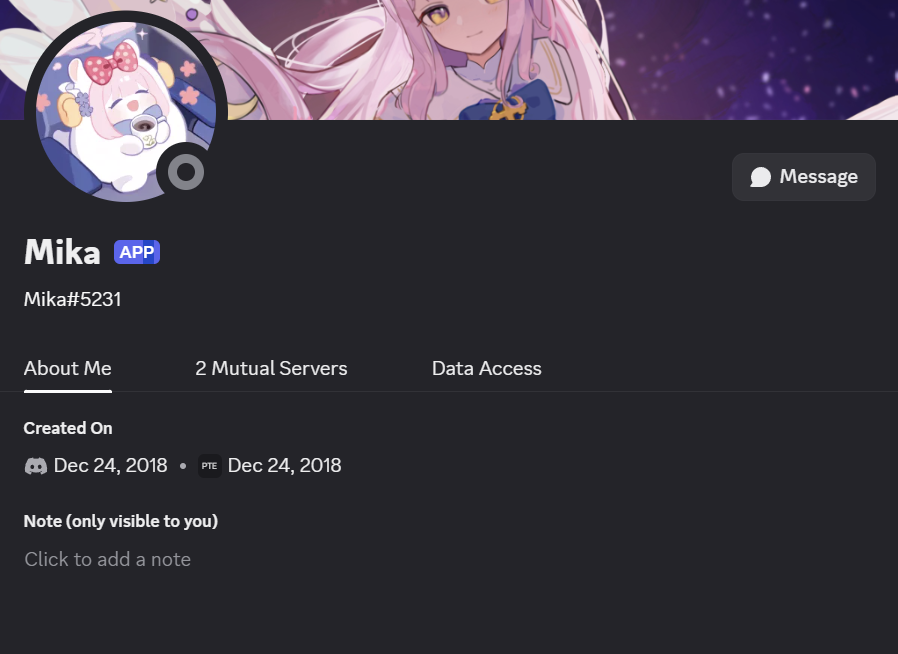 Message
Mika APP
Mika#5231
About Me 2 Mutual Servers Data Access
Created On
Dec 24, 2018 • PTE Dec 24, 2018
Note (only visible to you)
Click to add a note